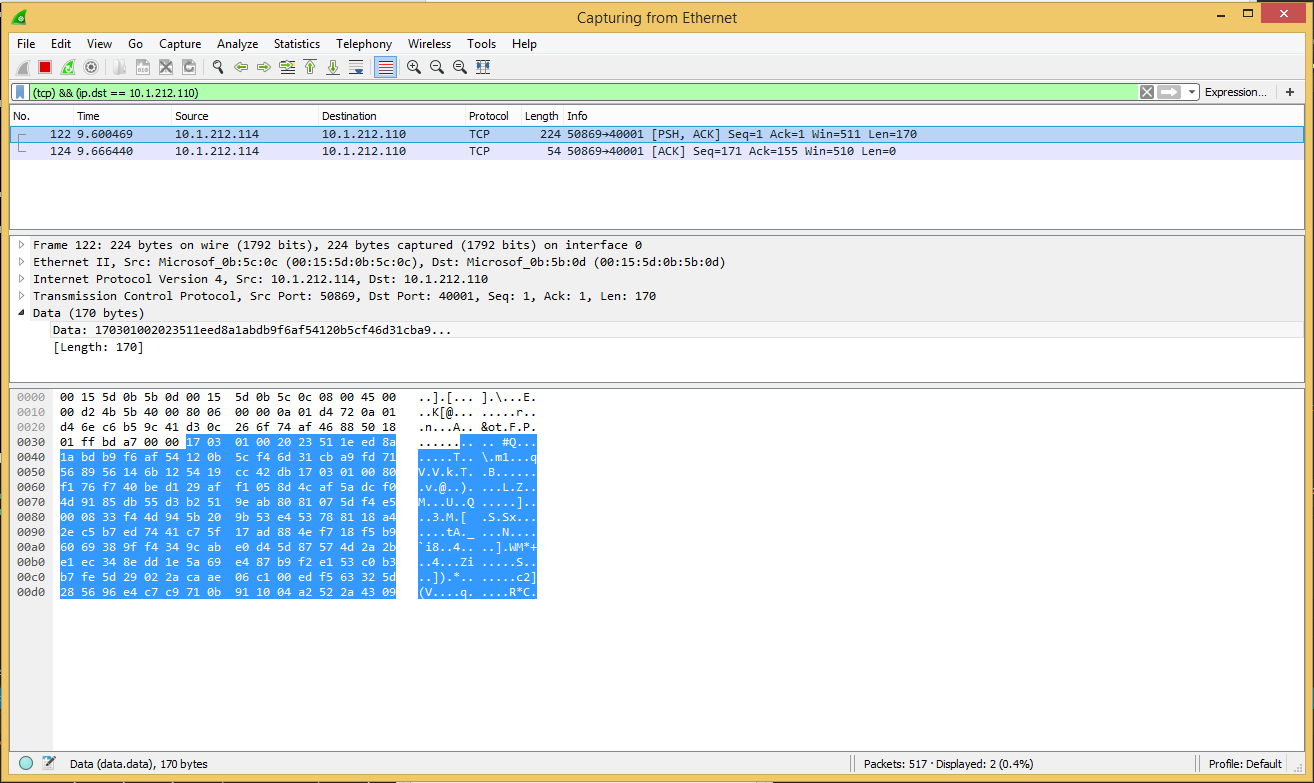 Capturing from Ethernet
File Edit View Go Capture Analyze Statistics Telephony Wireless Tools Help
(tcp) && (ip.dst == 10.1.212.110) Expression... +
No. Time Source Destination Protocol Length Info
122 9.600469 10.1.212.114 10.1.212.110 TCP 224 50869→40001 [PSH, ACK] Seq=1 Ack=1 Win=511 Len=170
124 9.666440 10.1.212.114 10.1.212.110 TCP 54 50869→40001 [ACK] Seq=171 Ack=155 Win=510 Len=0
Frame 122: 224 bytes on wire (1792 bits), 224 bytes captured (1792 bits) on interface 0
Ethernet II, Src: Microsof_0b:5c:0c (00:15:5d:0b:5c:0c), Dst: Microsof_0b:5b:0d (00:15:5d:0b:5b:0d)
Internet Protocol Version 4, Src: 10.1.212.114, Dst: 10.1.212.110
Transmission Control Protocol, Src Port: 50869, Dst Port: 40001, Seq: 1, Ack: 1, Len: 170
Data (170 bytes)
Data: 170301002023511eed8a1abdb9f6af54120b5cf46d31cba9...
[Length: 170]
0000 00 15 5d 0b 5b 0d 00 15 5d 0b 5c 0c 08 00 45 00 ..].[... ].\...E.
0010 00 d2 4b 5b 40 00 80 06 00 00 0a 01 d4 72 0a 01 ..K[@... .....r..
0020 d4 6e c6 b5 9c 41 d3 0c 26 6f 74 af 46 88 50 18 .n...A.. &ot.F.P.
0030 01 ff bd a7 00 00 17 03 01 00 20 23 51 1e ed 8a ........ .. #Q...
0040 1a bd b9 f6 af 54 12 0b 5c f4 6d 31 cb a9 fd 71 .....T.. \.m1...q
0050 56 89 56 14 6b 12 54 19 cc 42 db 17 03 01 00 80 V.V.k.T. .B......
0060 f1 76 f7 40 be d1 29 af f1 05 8d 4c af 5a dc f0 .v.@..). ...L.Z..
0070 4d 91 85 db 55 d3 b2 51 9e ab 80 81 07 5d f4 e5 M...U..Q .....]..
0080 00 08 33 f4 4d 94 5b 20 9b 53 e4 53 78 81 18 a4 ..3.M.[ .S.Sx...
0090 2e c5 b7 ed 74 41 c7 5f 17 ad 88 4e f7 18 f5 b9 ....tA._ ...N....
00a0 60 69 38 9f f4 34 9c ab e0 d4 5d 87 57 4d 2a 2b `i8..4.. ..].WM*+
00b0 e1 ec 34 8e dd 1e 5a 69 e4 87 b9 f2 e1 53 c0 b3 ..4...Zi .....S..
00c0 b7 fe 5d 29 02 2a ca ae 06 c1 00 ed f5 63 32 5d ..]).*.. .....c2]
00d0 28 56 96 e4 c7 c9 71 0b 91 10 04 a2 52 2a 43 09 (V....q. ....R*C.
Data (data.data), 170 bytes Packets: 517 · Displayed: 2 (0.4%) Profile: Default